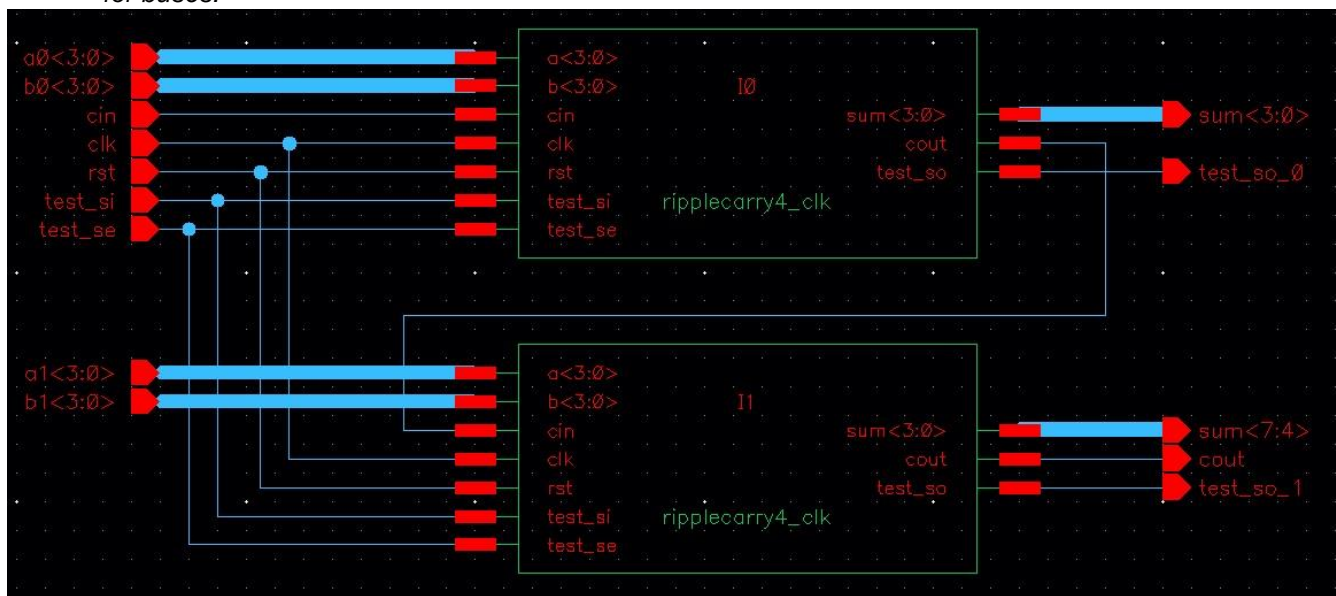 for buses.
a0<3:0>
b0<3:0>
cin
clk
rst
test_si
test_se
a<3:0>
b<3:0>
cin
clk
rst
test_si
test_se
I0
ripplecarry4_clk
sum<3:0>
cout
test_so
sum<3:0>
test_so_0
a1<3:0>
b1<3:0>
a<3:0>
b<3:0>
cin
clk
rst
test_si
test_se
I1
ripplecarry4_clk
sum<3:0>
cout
test_so
sum<7:4>
cout
test_so_1